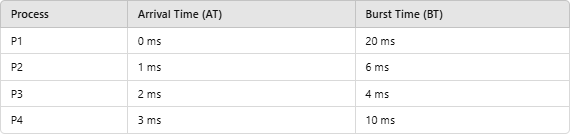 Process Arrival Time (AT) Burst Time (BT)
P1 0 ms 20 ms
P2 1 ms 6 ms
P3 2 ms 4 ms
P4 3 ms 10 ms